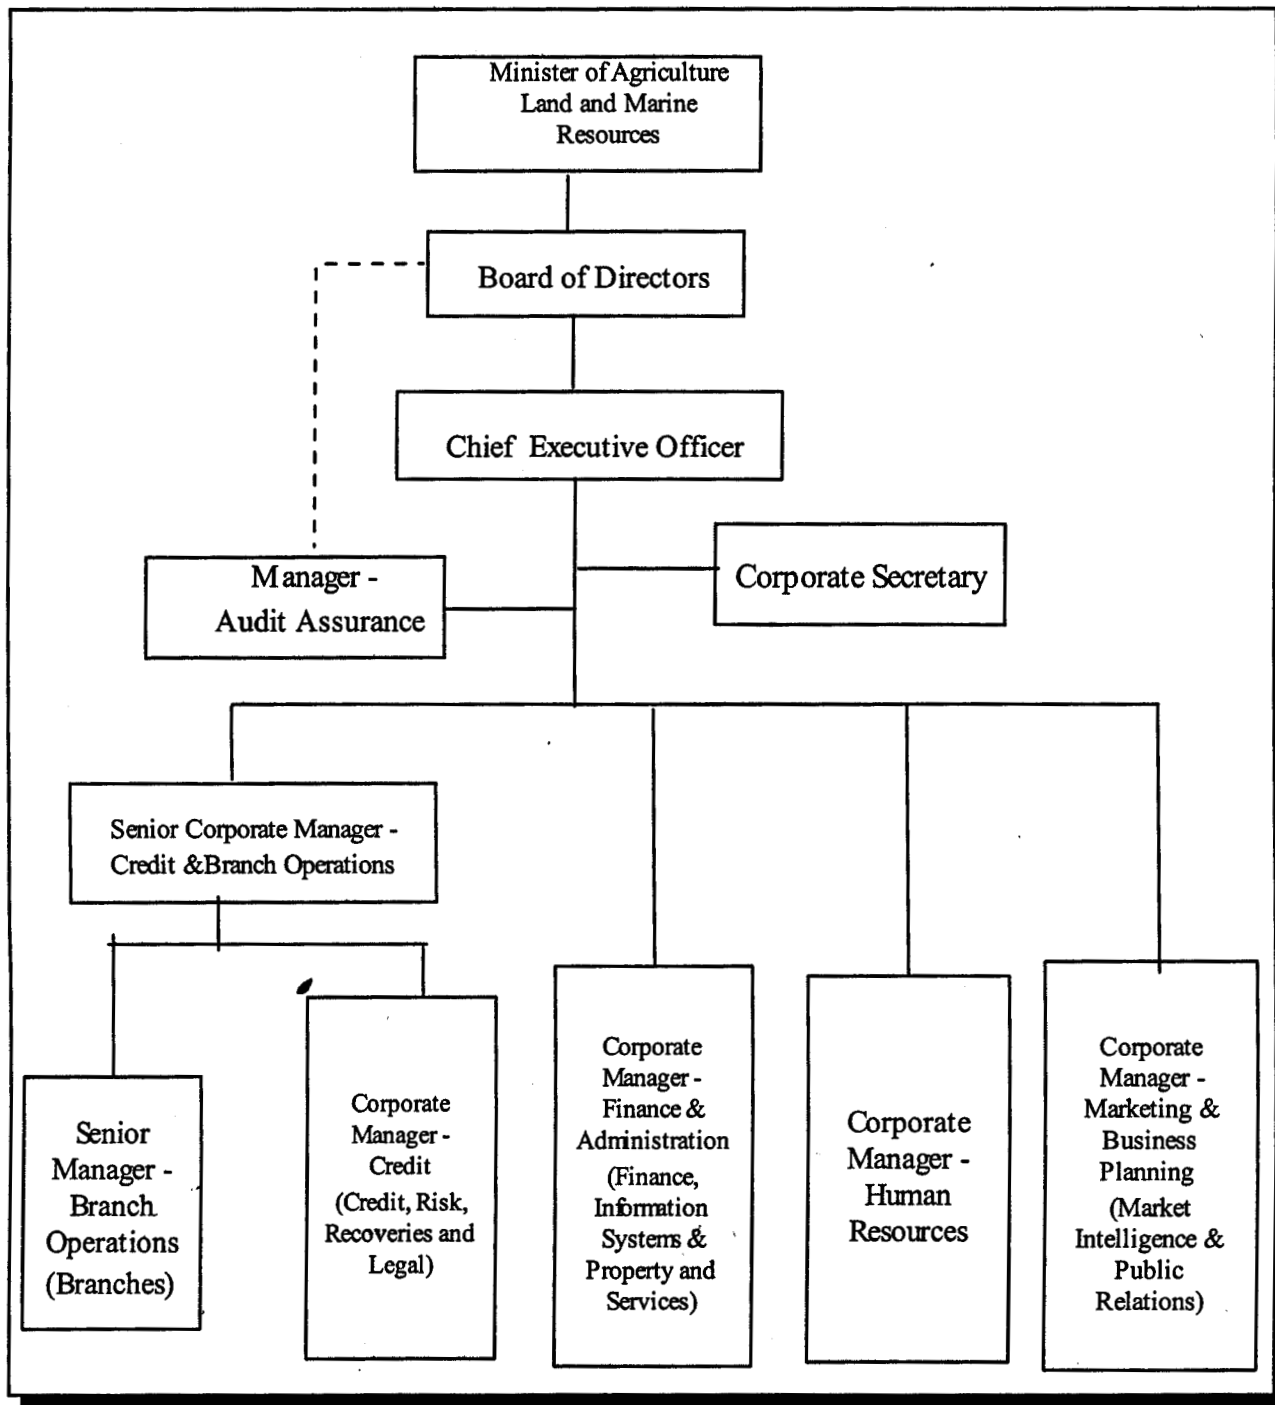 Minister of Agriculture
Land and Marine
Resources
Board of Directors
Chief Executive Officer
Corporate Secretary
Manager -
Audit Assurance
Senior Corporate Manager -
Credit &Branch Operations
Senior
Manager -
Branch
Operations
(Branches)
Corporate
Manager -
Credit
(Credit, Risk,
Recoveries and
Legal)
Corporate
Manager -
Finance &
Administration
(Finance,
Information
Systems &
Property and
Services)
Corporate
Manager -
Human
Resources
Corporate
Manager -
Marketing &
Business
Planning
(Market
Intelligence &
Public
Relations)